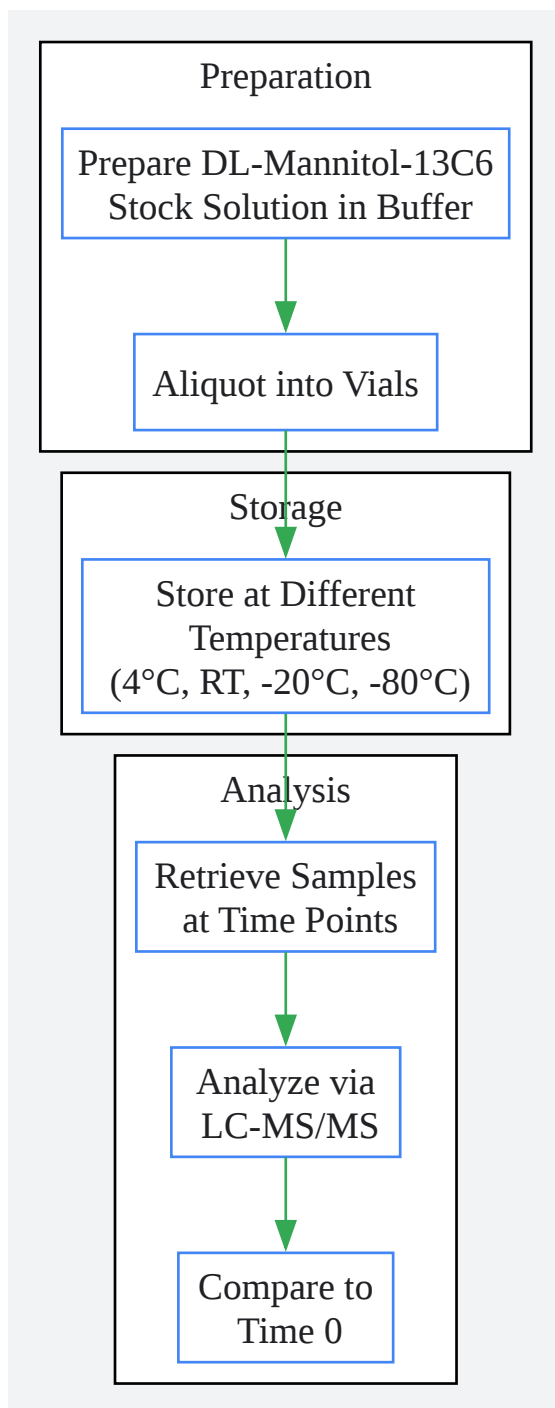 Preparation
Prepare DL-Mannitol-13C6
Stock Solution in Buffer
Aliquot into Vials
Storage
Store at Different
Temperatures
(4°C, RT, -20°C, -80°C)
Analysis
Retrieve Samples
at Time Points
Analyze via
LC-MS/MS
Compare to
Time 0